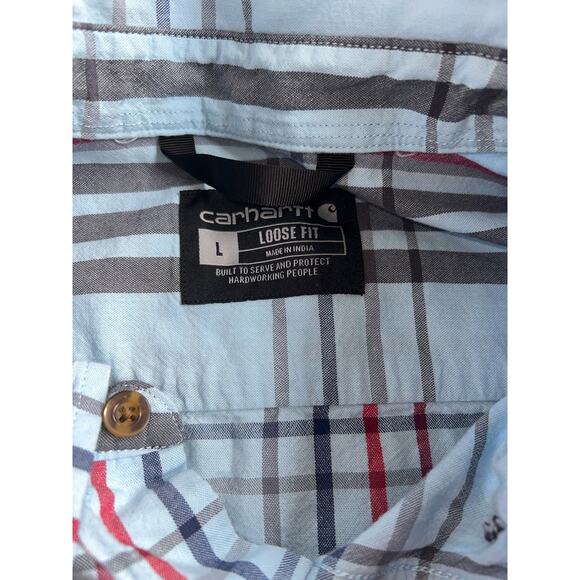 carhartt
L LOOSE FIT
MADE IN INDIA
BUILT TO SERVE AND PROTECT
HARDWORKING PEOPLE